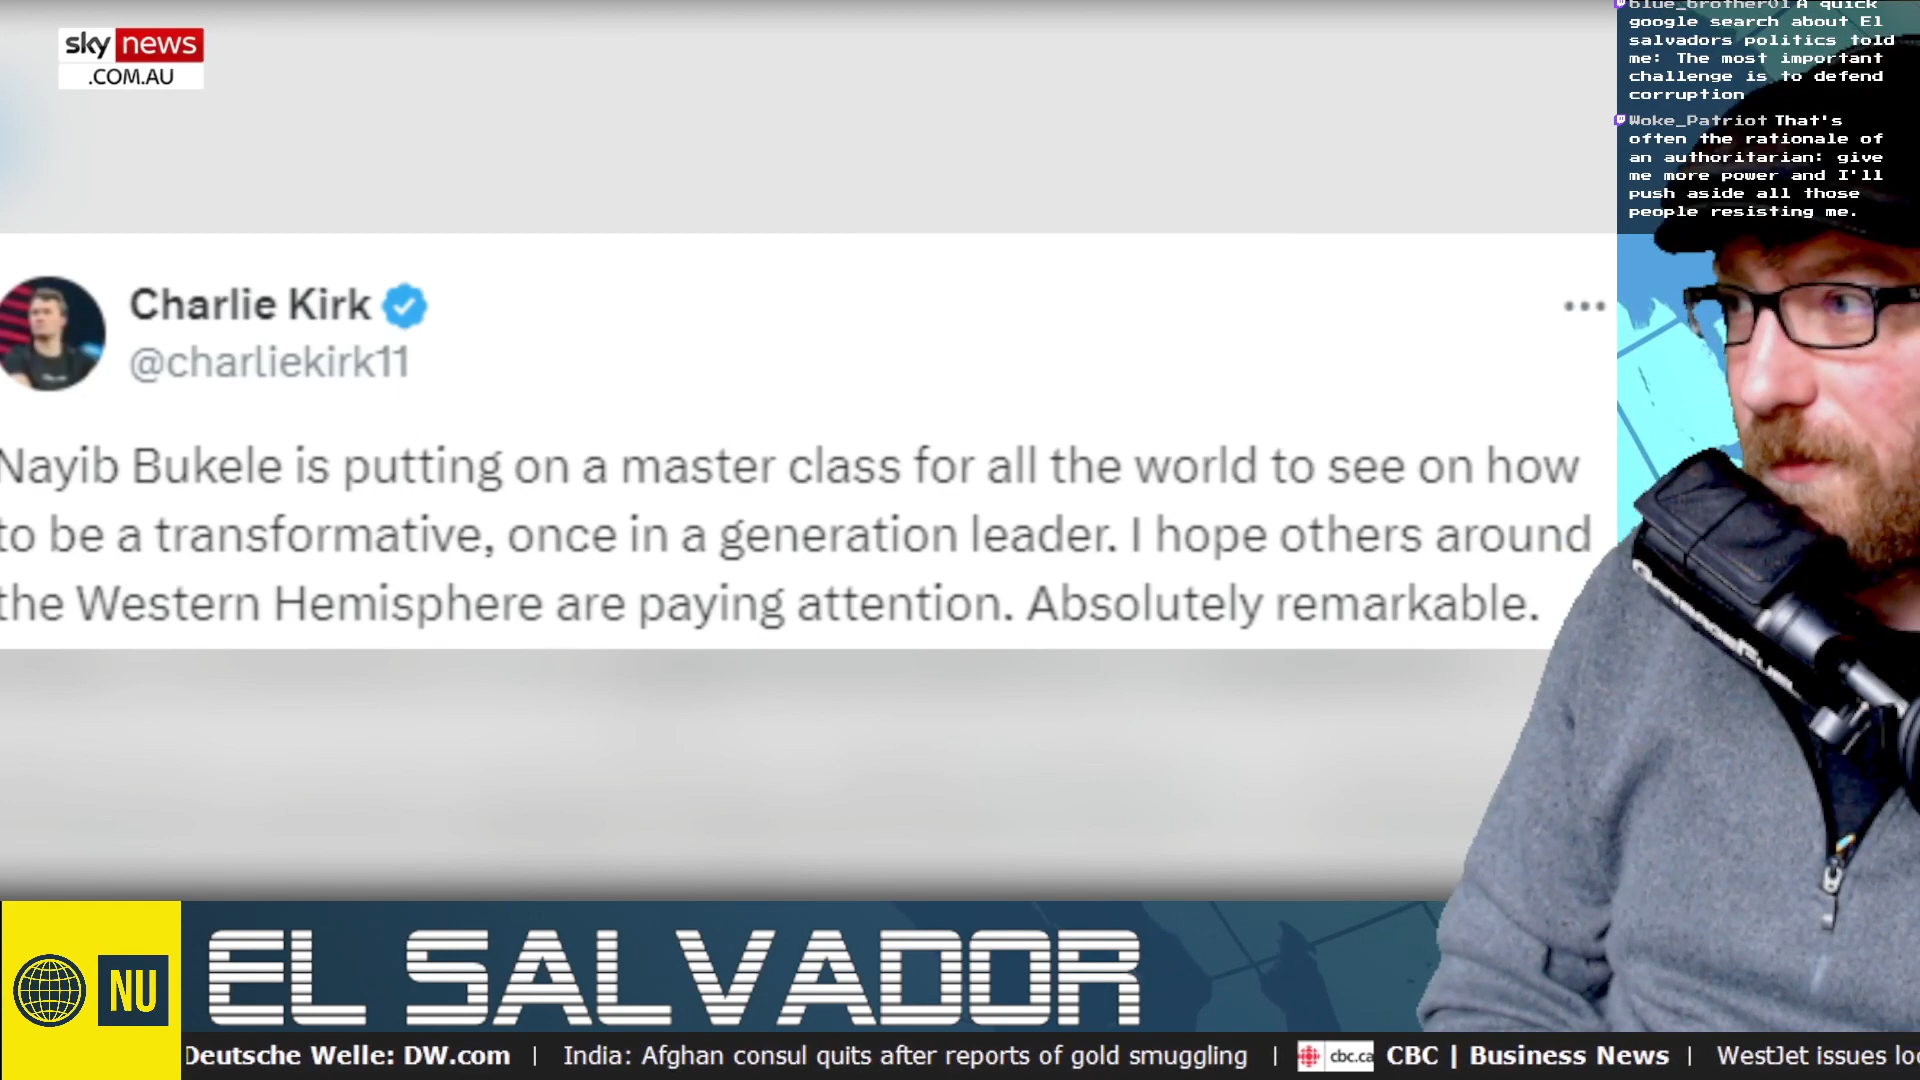 sky news
.COM.AU
blue_brother01 A quick
google search about El
salvadors politics told
me: The most important
challenge is to defend
corruption
Woke_Patriot That's
often the rationale of
an authoritarian: give
me more power and I'll
push aside all those
people resisting me.
Charlie Kirk
@charliekirk11
Nayib Bukele is putting on a master class for all the world to see on how
to be a transformative, once in a generation leader. I hope others around
the Western Hemisphere are paying attention. Absolutely remarkable.
NU
EL SALVADOR
Deutsche Welle: DW.com | India: Afghan consul quits after reports of gold smuggling | cbc.ca CBC | Business News | WestJet issues